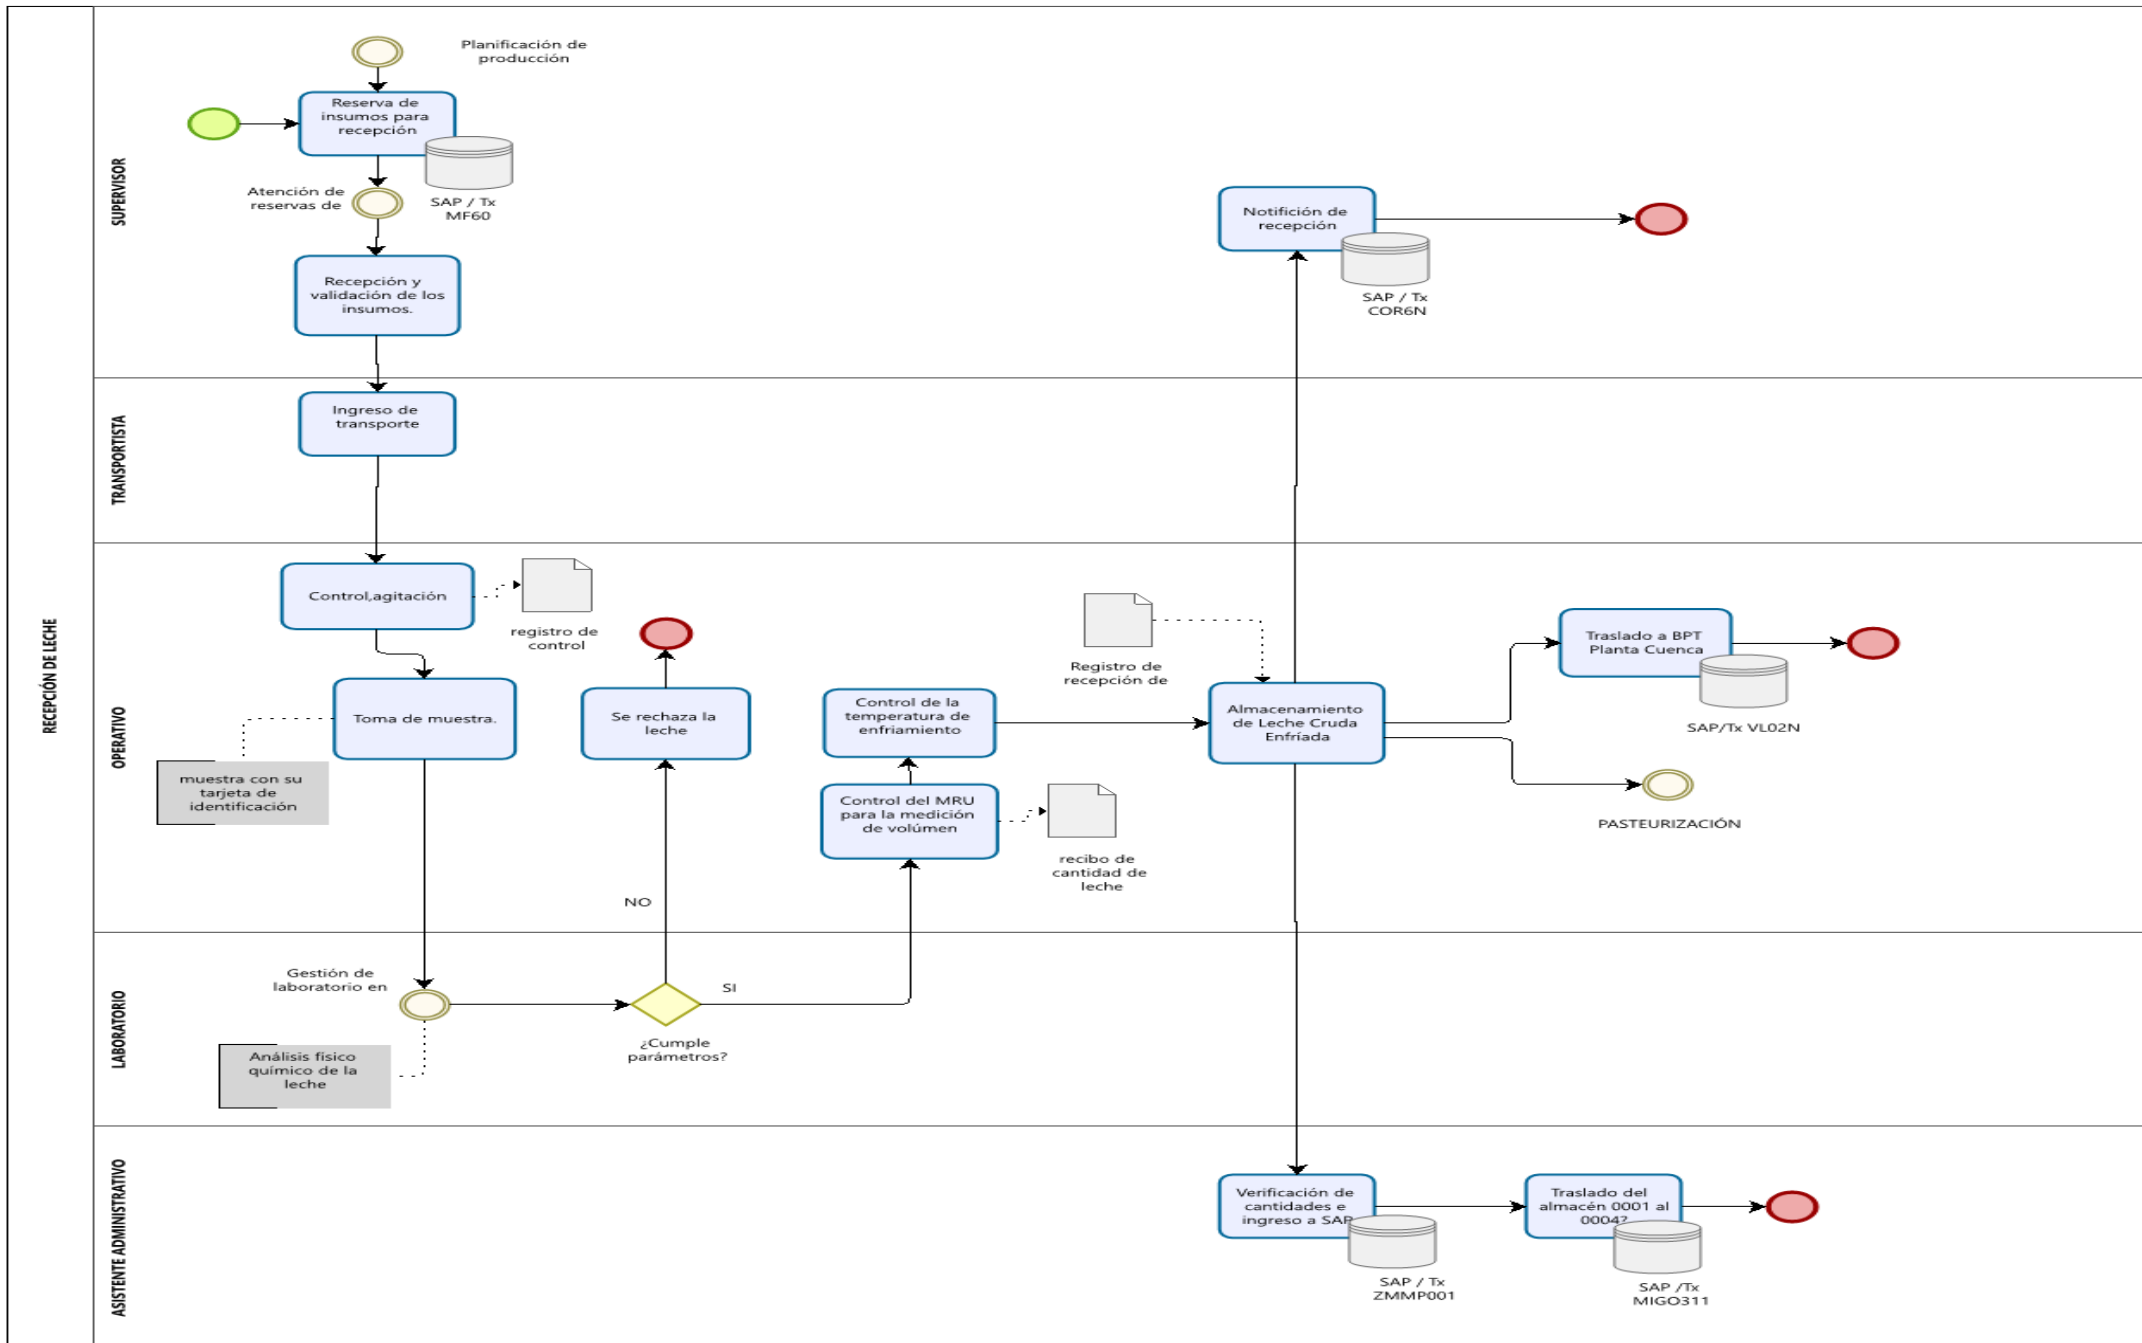 RECEPCIÓN DE LECHE
SUPERVISOR
Planificación de
producción
Reserva de
insumos para
recepción
SAP / Tx
MF60
Atención de
reservas de
Recepción y
validación de los
insumos.
Notifición de
recepción
SAP / Tx
COR6N
TRANSPORTISTA
Ingreso de
transporte
OPERATIVO
Control,agitación
registro de
control
Toma de muestra.
muestra con su
tarjeta de
identificación
Se rechaza la
leche
NO
Control de la
temperatura de
enfriamiento
Control del MRU
para la medición
de volúmen
recibo de
cantidad de
leche
Registro de
recepción de
Almacenamiento
de Leche Cruda
Enfríada
Traslado a BPT
Planta Cuenca
SAP/Tx VL02N
PASTEURIZACIÓN
LABORATORIO
Gestión de
laboratorio en
Análisis físico
químico de la
leche
¿Cumple
parámetros?
SI
ASISTENTE ADMINISTRATIVO
Verificación de
cantidades e
ingreso a SAP
SAP / Tx
ZMMP001
Traslado del
almacén 0001 al
0004?
SAP /Tx
MIGO311